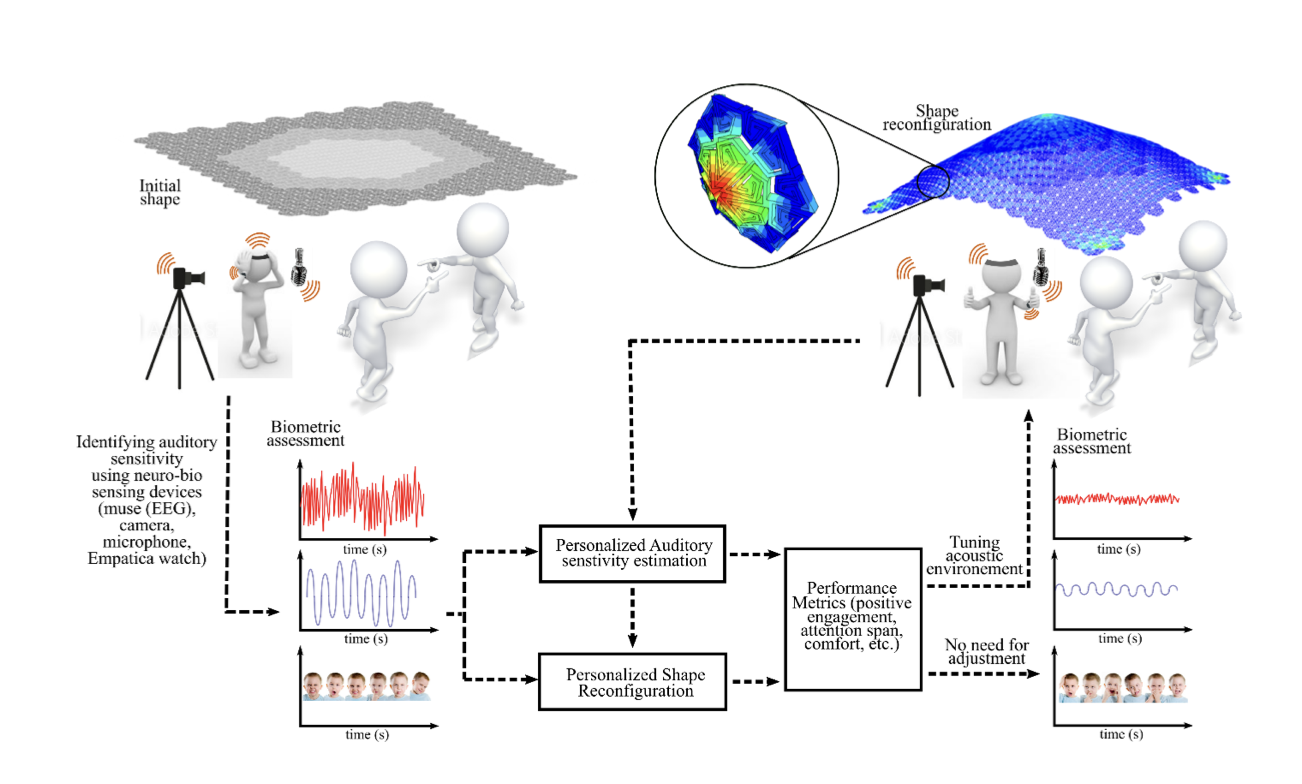 Initial
shape
Shape
reconfiguration
Identifying auditory
sensitivity
using neuro-bio
sensing devices
(muse (EEG),
camera,
microphone,
Empatica watch)
Biometric
assessment
time (s)
time (s)
time (s)
Personalized Auditory
senstivity estimation
Personalized Shape
Reconfiguration
Performance
Metrics (positive
engagement,
attention span,
comfort, etc.)
Tuning
acoustic
environement
No need for
adjustment
Biometric
assessment
time (s)
time (s)
time (s)